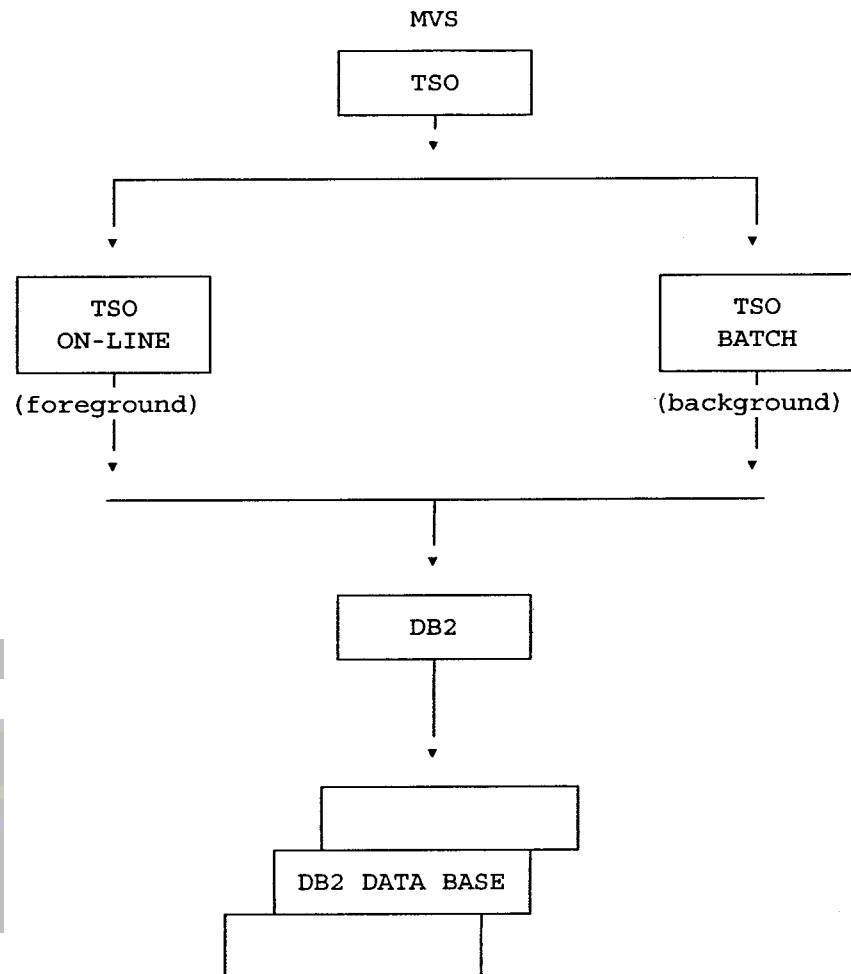 MVS
TSO
TSO
ON-LINE
TSO
BATCH
(foreground)
(background)
DB2
DB2 DATA BASE